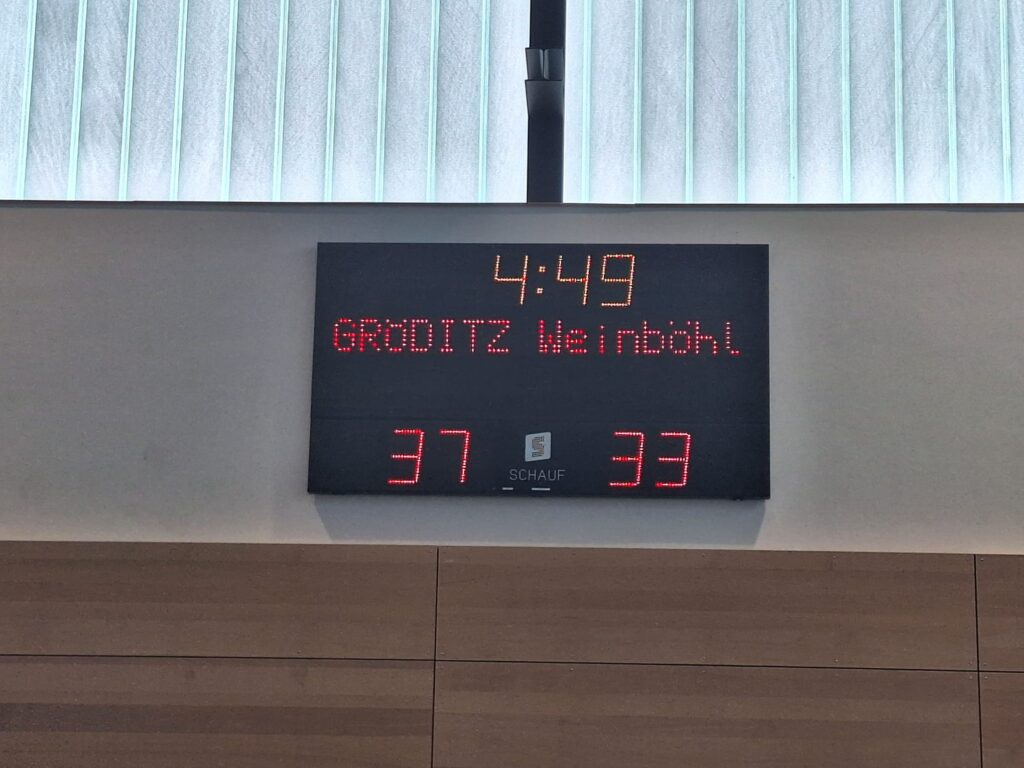 4:49
GRÖDITZ Weinböhl
37 33
SCHAUF